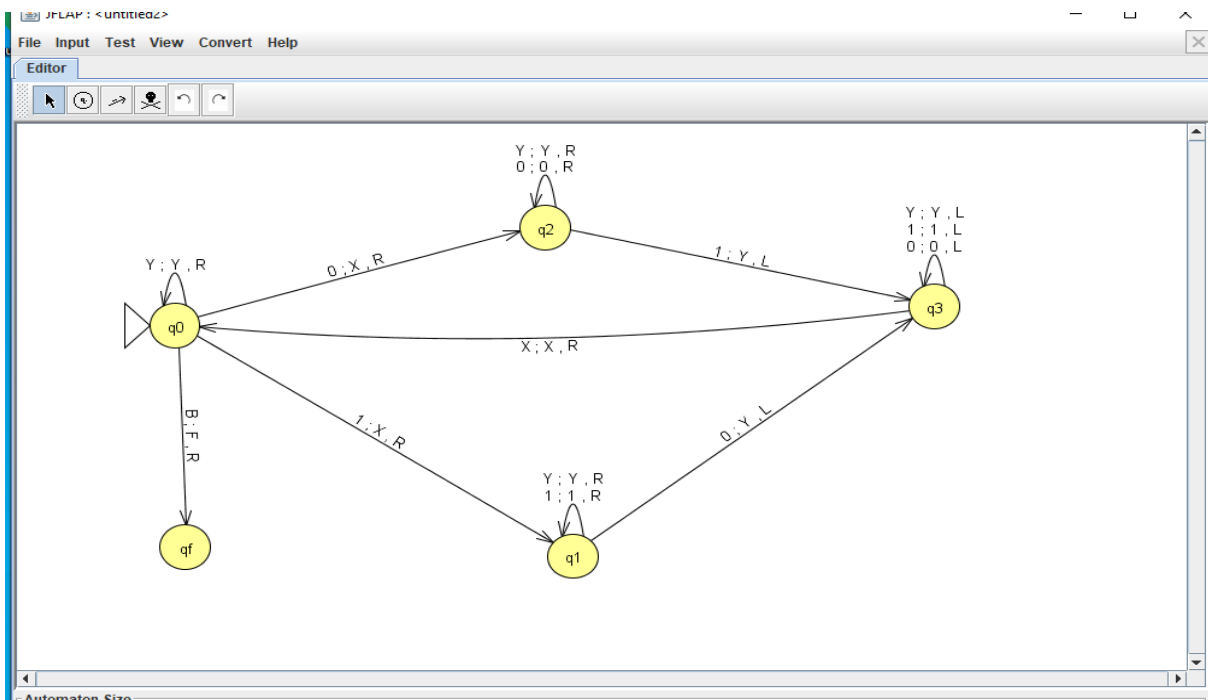 JFLAP : <untitled2>
File Input Test View Convert Help
Editor
Y ; Y , R
0 ; 0 , R
q2
Y ; Y , L
1 ; 1 , L
0 ; 0 , L
q3
Y ; Y , R
q0
0 ; X , R
1 ; Y , L
X ; X , R
B ; F , R
1 ; X , R
0 ; Y , L
Y ; Y , R
1 ; 1 , R
qf
q1
Automaton Size